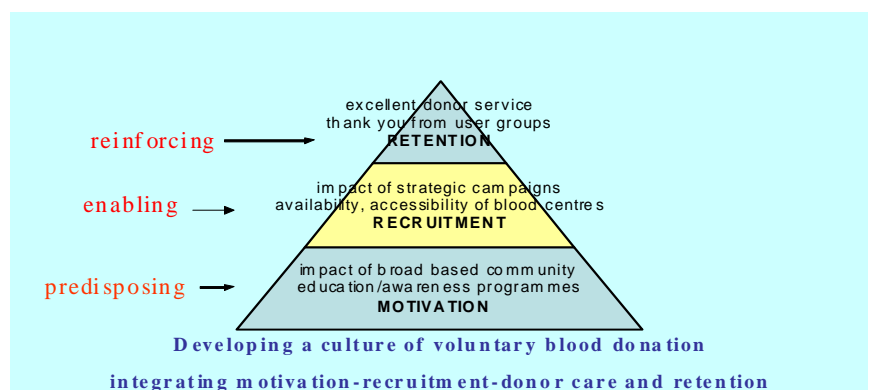 excellent donor service
thank you from user groups
reinforcing
RETENTION
impact of strategic campaigns
enabling
availability, accessibility of blood centres
RECRUITMENT
impact of broad based community
predisposing
education/awareness programmes
MOTIVATION
Developing a culture of voluntary blood donation
integrating motivation-recruitment-donor care and retention